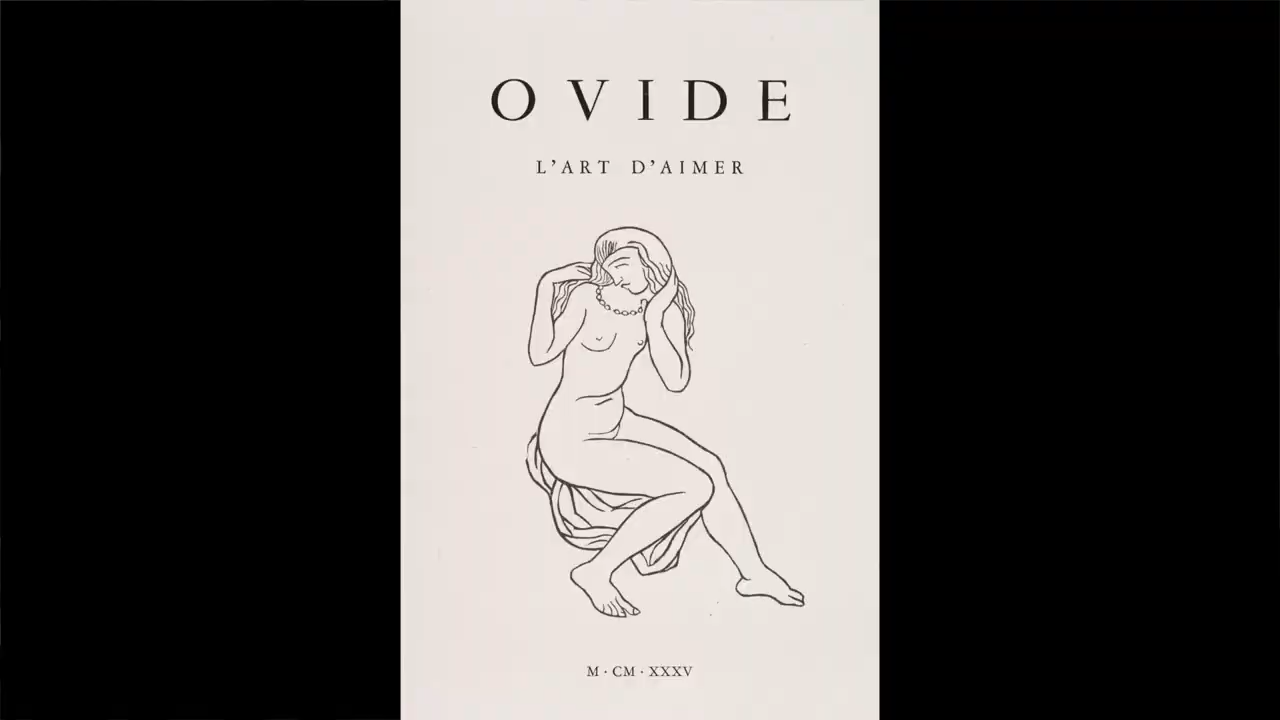 OVIDE
L’ART D’AIMER
M · CM · XXXV